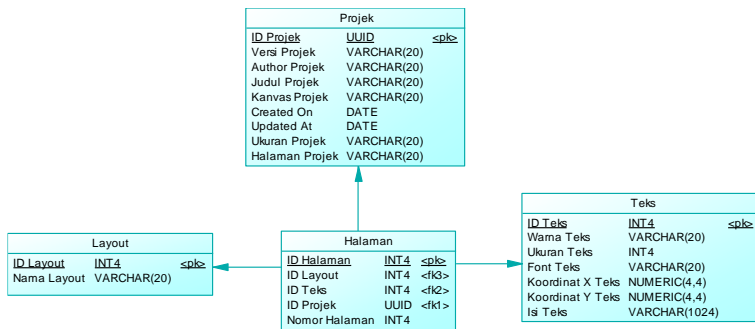 Projek
ID Projek UUID <pk>
Versi Projek VARCHAR(20)
Author Projek VARCHAR(20)
Judul Projek VARCHAR(20)
Kanvas Projek VARCHAR(20)
Created On DATE
Updated At DATE
Ukuran Projek VARCHAR(20)
Halaman Projek VARCHAR(20)
Layout
ID Layout INT4 <pk>
Nama Layout VARCHAR(20)
Halaman
ID Halaman INT4 <pk>
ID Layout INT4 <fk3>
ID Teks INT4 <fk2>
ID Projek UUID <fk1>
Nomor Halaman INT4
Teks
ID Teks INT4 <pk>
Warna Teks VARCHAR(20)
Ukuran Teks INT4
Font Teks VARCHAR(20)
Koordinat X Teks NUMERIC(4,4)
Koordinat Y Teks NUMERIC(4,4)
Isi Teks VARCHAR(1024)